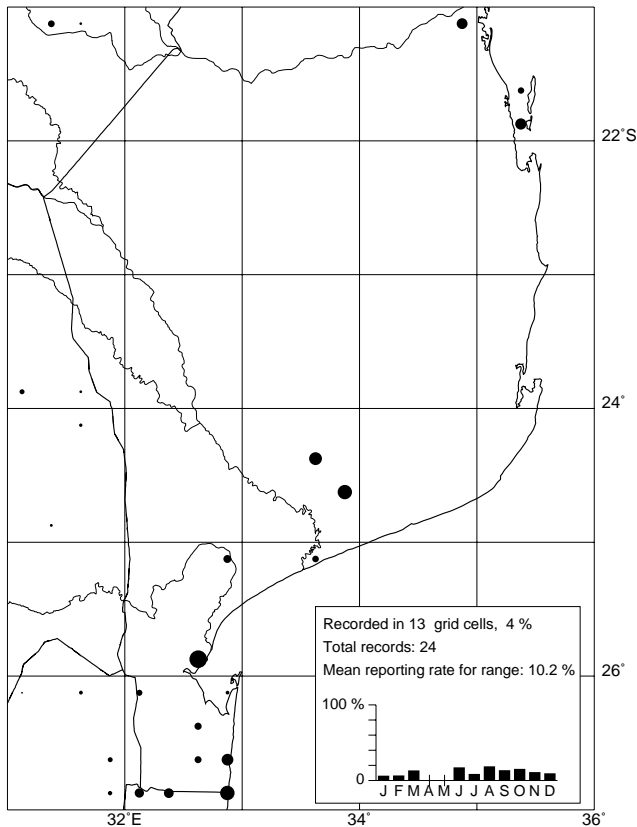 22˚S
24˚
Recorded in 13 grid cells, 4 %
Total records: 24
Mean reporting rate for range: 10.2 %
26˚
100 %
0
J F M A M J J A S O N D
32˚E
34˚
36˚